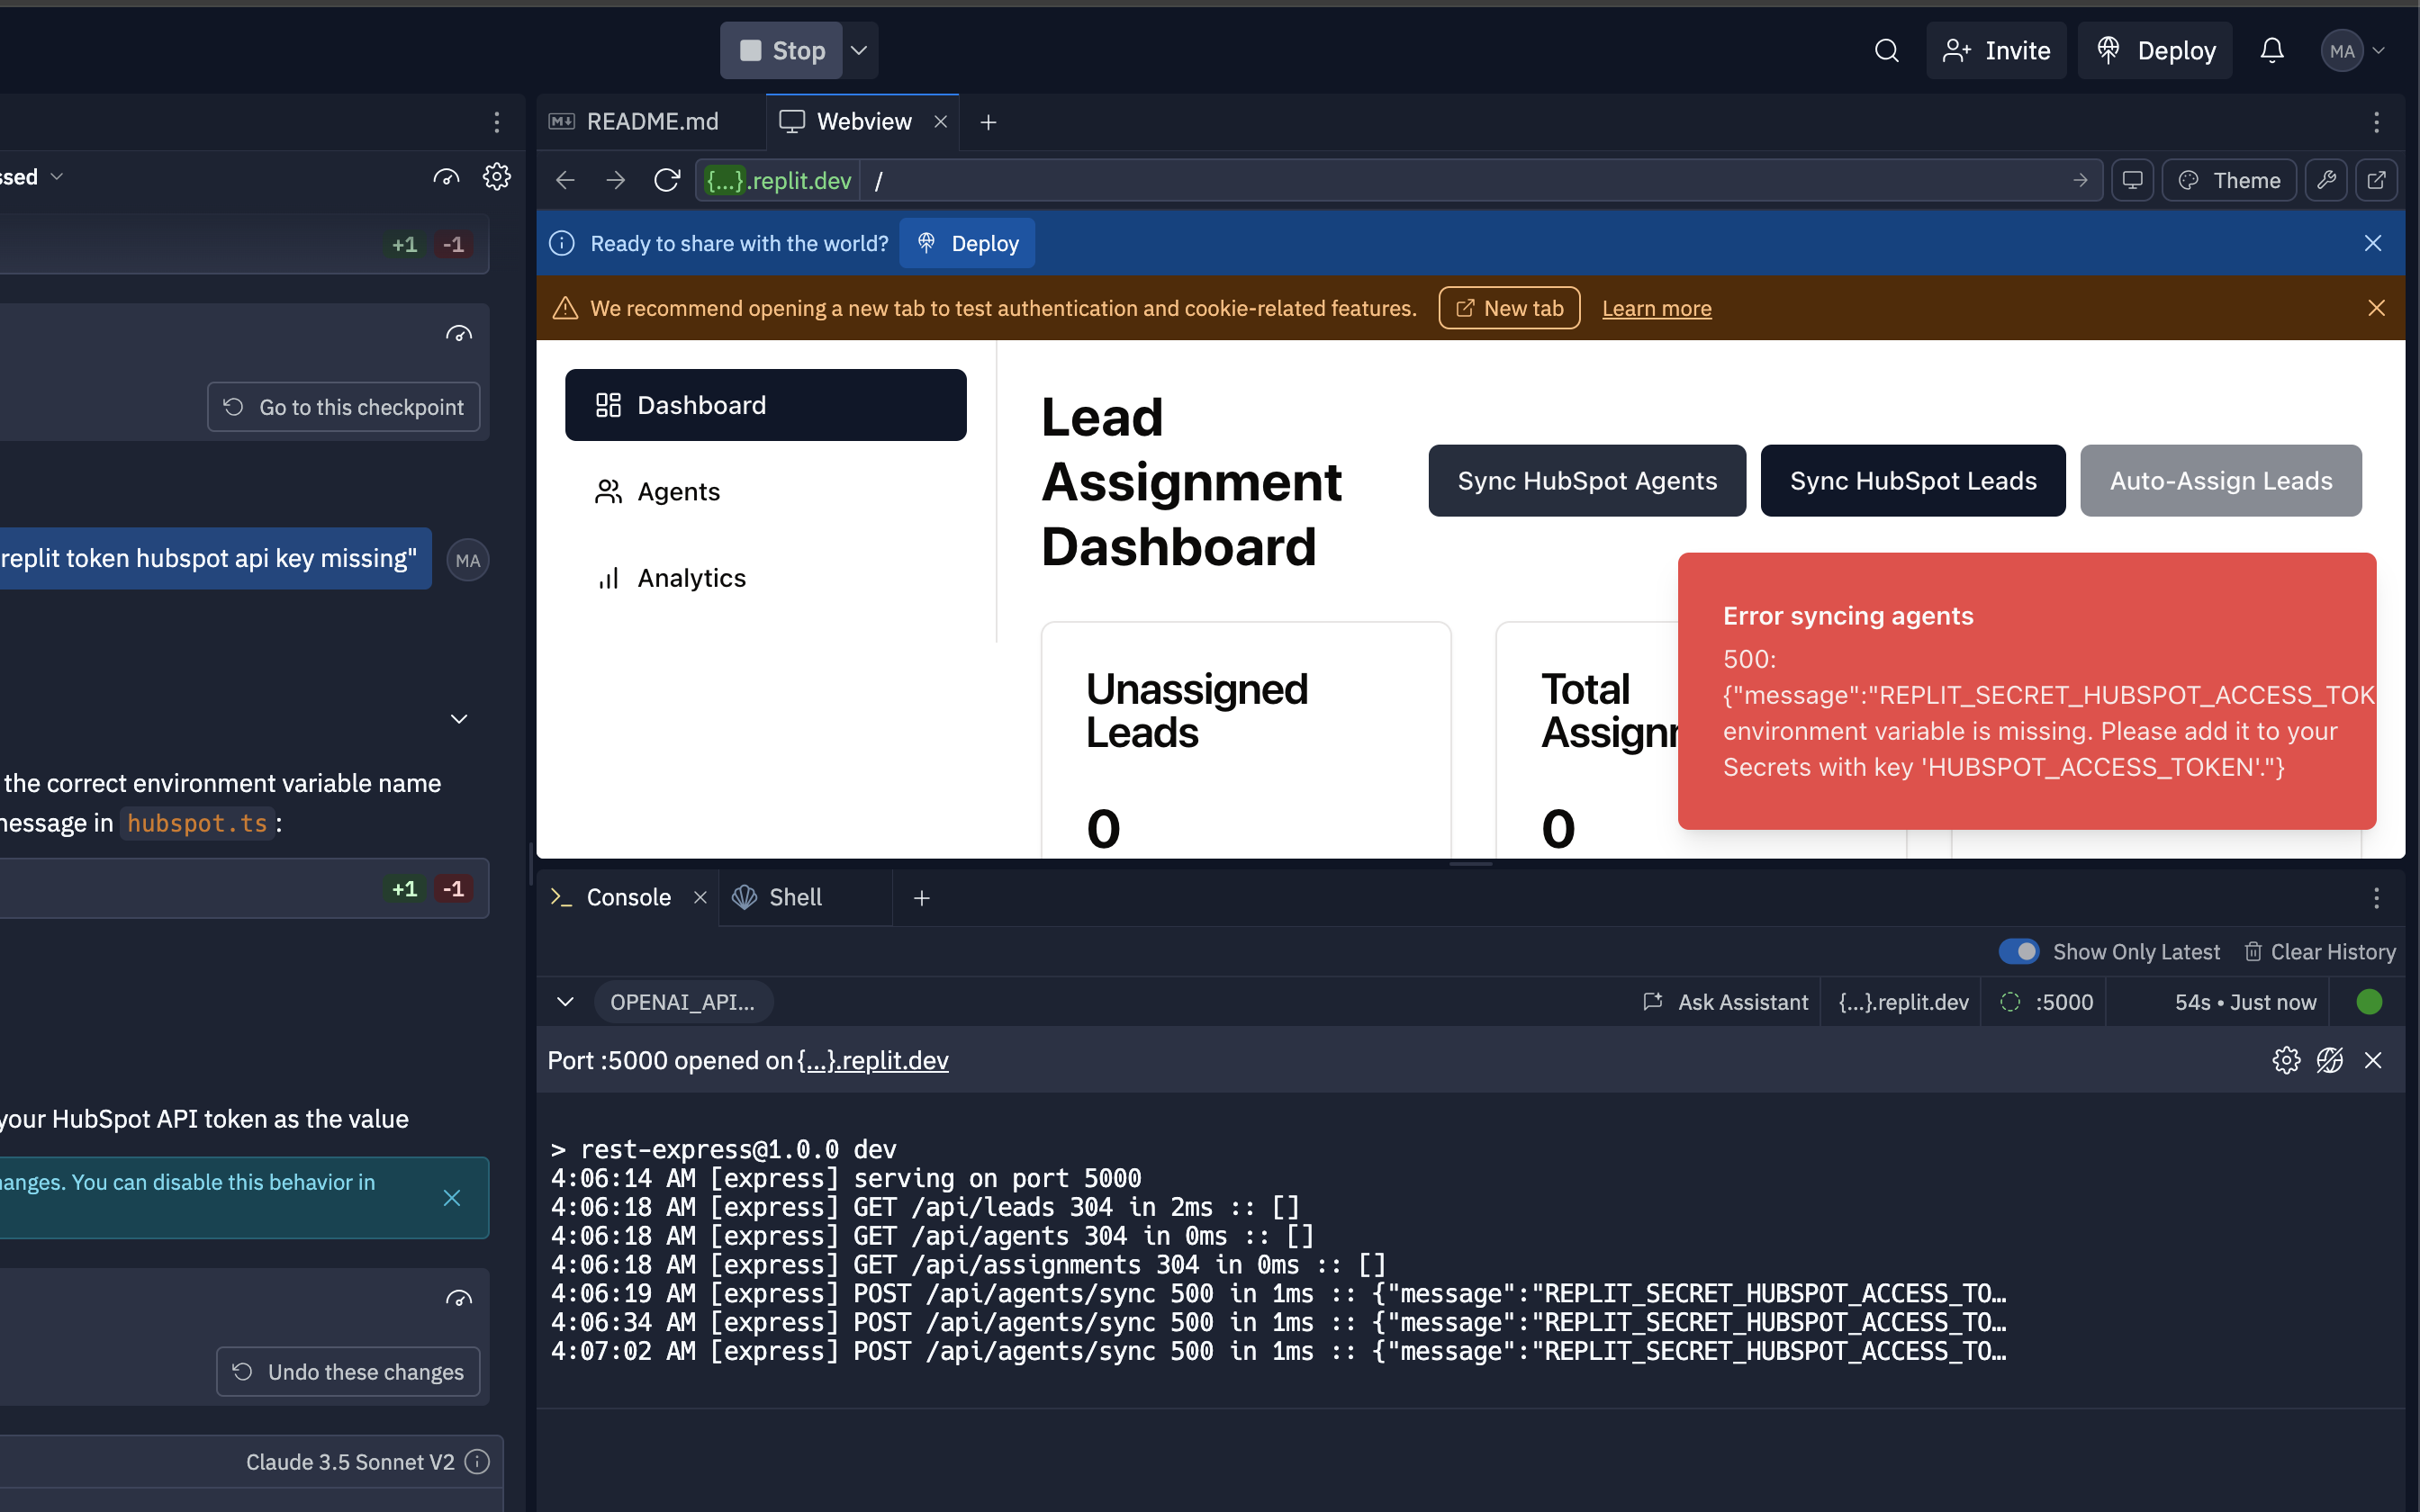 Stop
Invite
Deploy
MA
README.md
Webview
ssed
{...}.replit.dev
/
Theme
+1 -1
Ready to share with the world?
Deploy
We recommend opening a new tab to test authentication and cookie-related features.
New tab
Learn more
Go to this checkpoint
replit token hubspot api key missing"
MA
the correct environment variable name
nessage in hubspot.ts:
+1 -1
your HubSpot API token as the value
anges. You can disable this behavior in
Undo these changes
Claude 3.5 Sonnet V2
Dashboard
Agents
Analytics
Lead
Assignment
Dashboard
Sync HubSpot Agents
Sync HubSpot Leads
Auto-Assign Leads
Unassigned
Leads
0
Total
Assignm
0
Error syncing agents
500:
{"message":"REPLIT_SECRET_HUBSPOT_ACCESS_TOK
environment variable is missing. Please add it to your
Secrets with key 'HUBSPOT_ACCESS_TOKEN'."}
Console
Shell
Show Only Latest
Clear History
OPENAI_API...
Ask Assistant
{...}.replit.dev
:5000
54s • Just now
Port :5000 opened on {...}.replit.dev
> rest-express@1.0.0 dev
4:06:14 AM [express] serving on port 5000
4:06:18 AM [express] GET /api/leads 304 in 2ms :: []
4:06:18 AM [express] GET /api/agents 304 in 0ms :: []
4:06:18 AM [express] GET /api/assignments 304 in 0ms :: []
4:06:19 AM [express] POST /api/agents/sync 500 in 1ms :: {"message":"REPLIT_SECRET_HUBSPOT_ACCESS_TO…
4:06:34 AM [express] POST /api/agents/sync 500 in 1ms :: {"message":"REPLIT_SECRET_HUBSPOT_ACCESS_TO…
4:07:02 AM [express] POST /api/agents/sync 500 in 1ms :: {"message":"REPLIT_SECRET_HUBSPOT_ACCESS_TO…